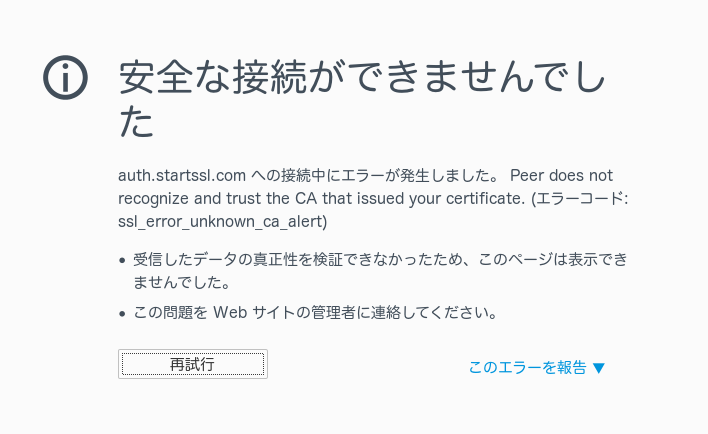 安全な接続ができませんでし
た
auth.startssl.com への接続中にエラーが発生しました。 Peer does not
recognize and trust the CA that issued your certificate. (エラーコード:
ssl_error_unknown_ca_alert)
• 受信したデータの真正性を検証できなかったため、このページは表示でき
ませんでした。
• この問題を Web サイトの管理者に連絡してください。
再試行
このエラーを報告 ▼